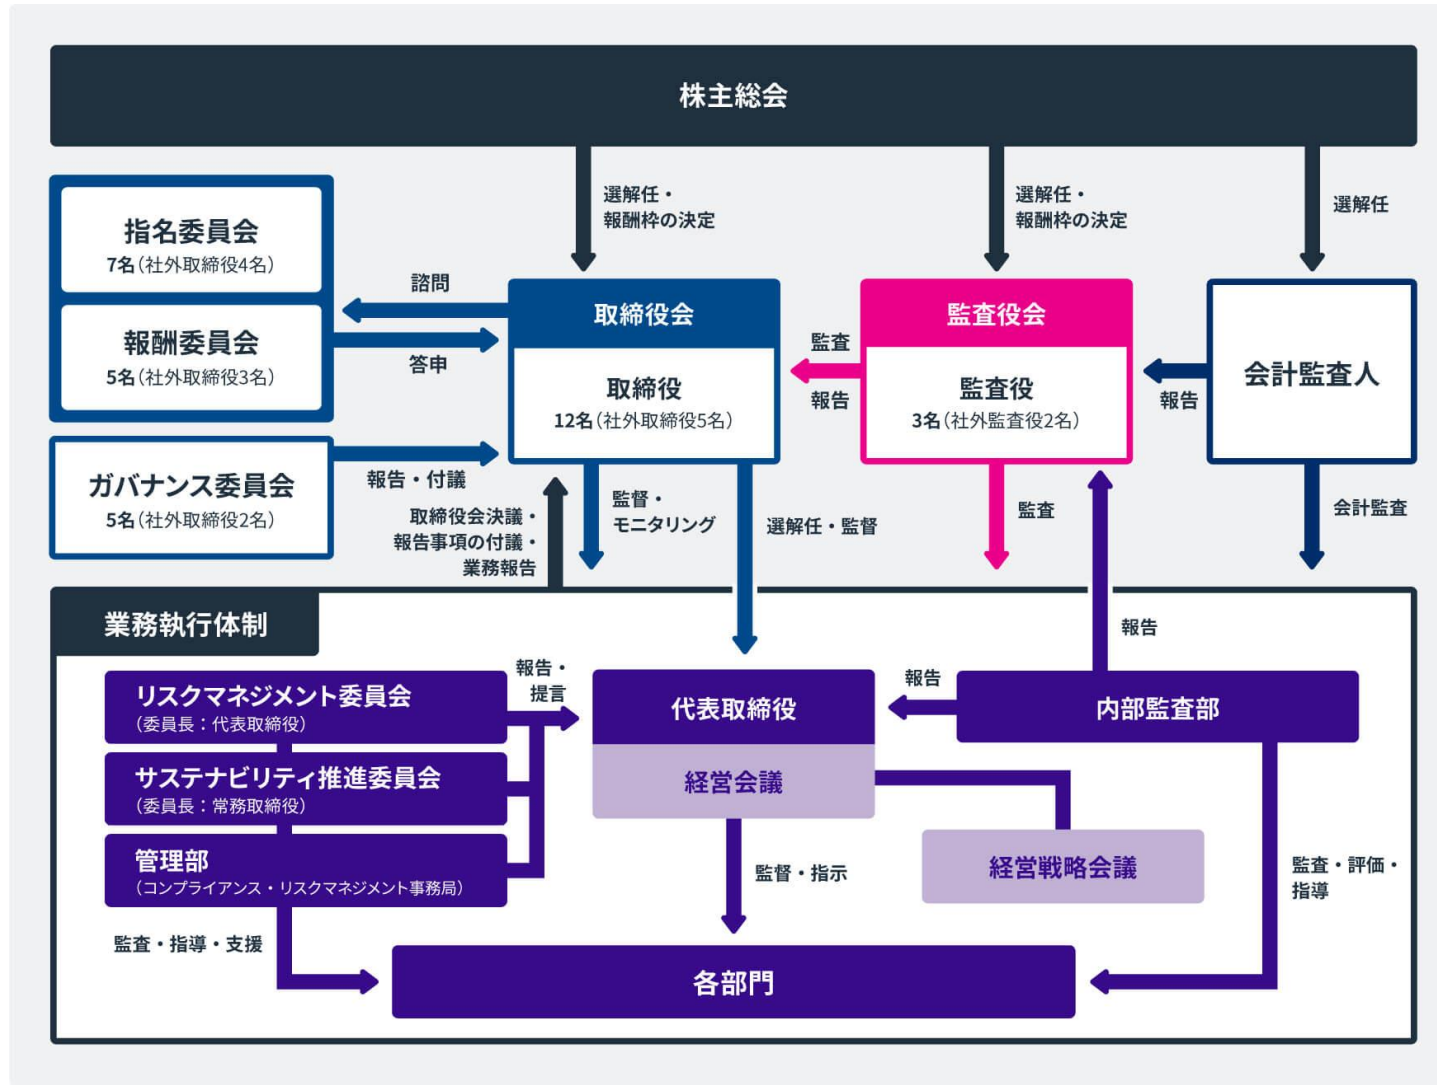 株主総会
選解任・
報酬枠の決定
選解任・
報酬枠の決定
選解任
指名委員会
7名（社外取締役4名）
報酬委員会
5名（社外取締役3名）
諮問
答申
取締役会
取締役
12名（社外取締役5名）
監査
報告
監査役会
監査役
3名（社外監査役2名）
報告
会計監査人
ガバナンス委員会
5名（社外取締役2名）
報告・付議
取締役会決議・
報告事項の付議・
業務報告
監督・
モニタリング
選解任・監督
監査
会計監査
業務執行体制
報告
リスクマネジメント委員会
（委員長：代表取締役）
サステナビリティ推進委員会
（委員長：常務取締役）
管理部
（コンプライアンス・リスクマネジメント事務局）
報告・
提言
代表取締役
経営会議
報告
内部監査部
経営戦略会議
監督・指示
監査・評価・
指導
監査・指導・支援
各部門